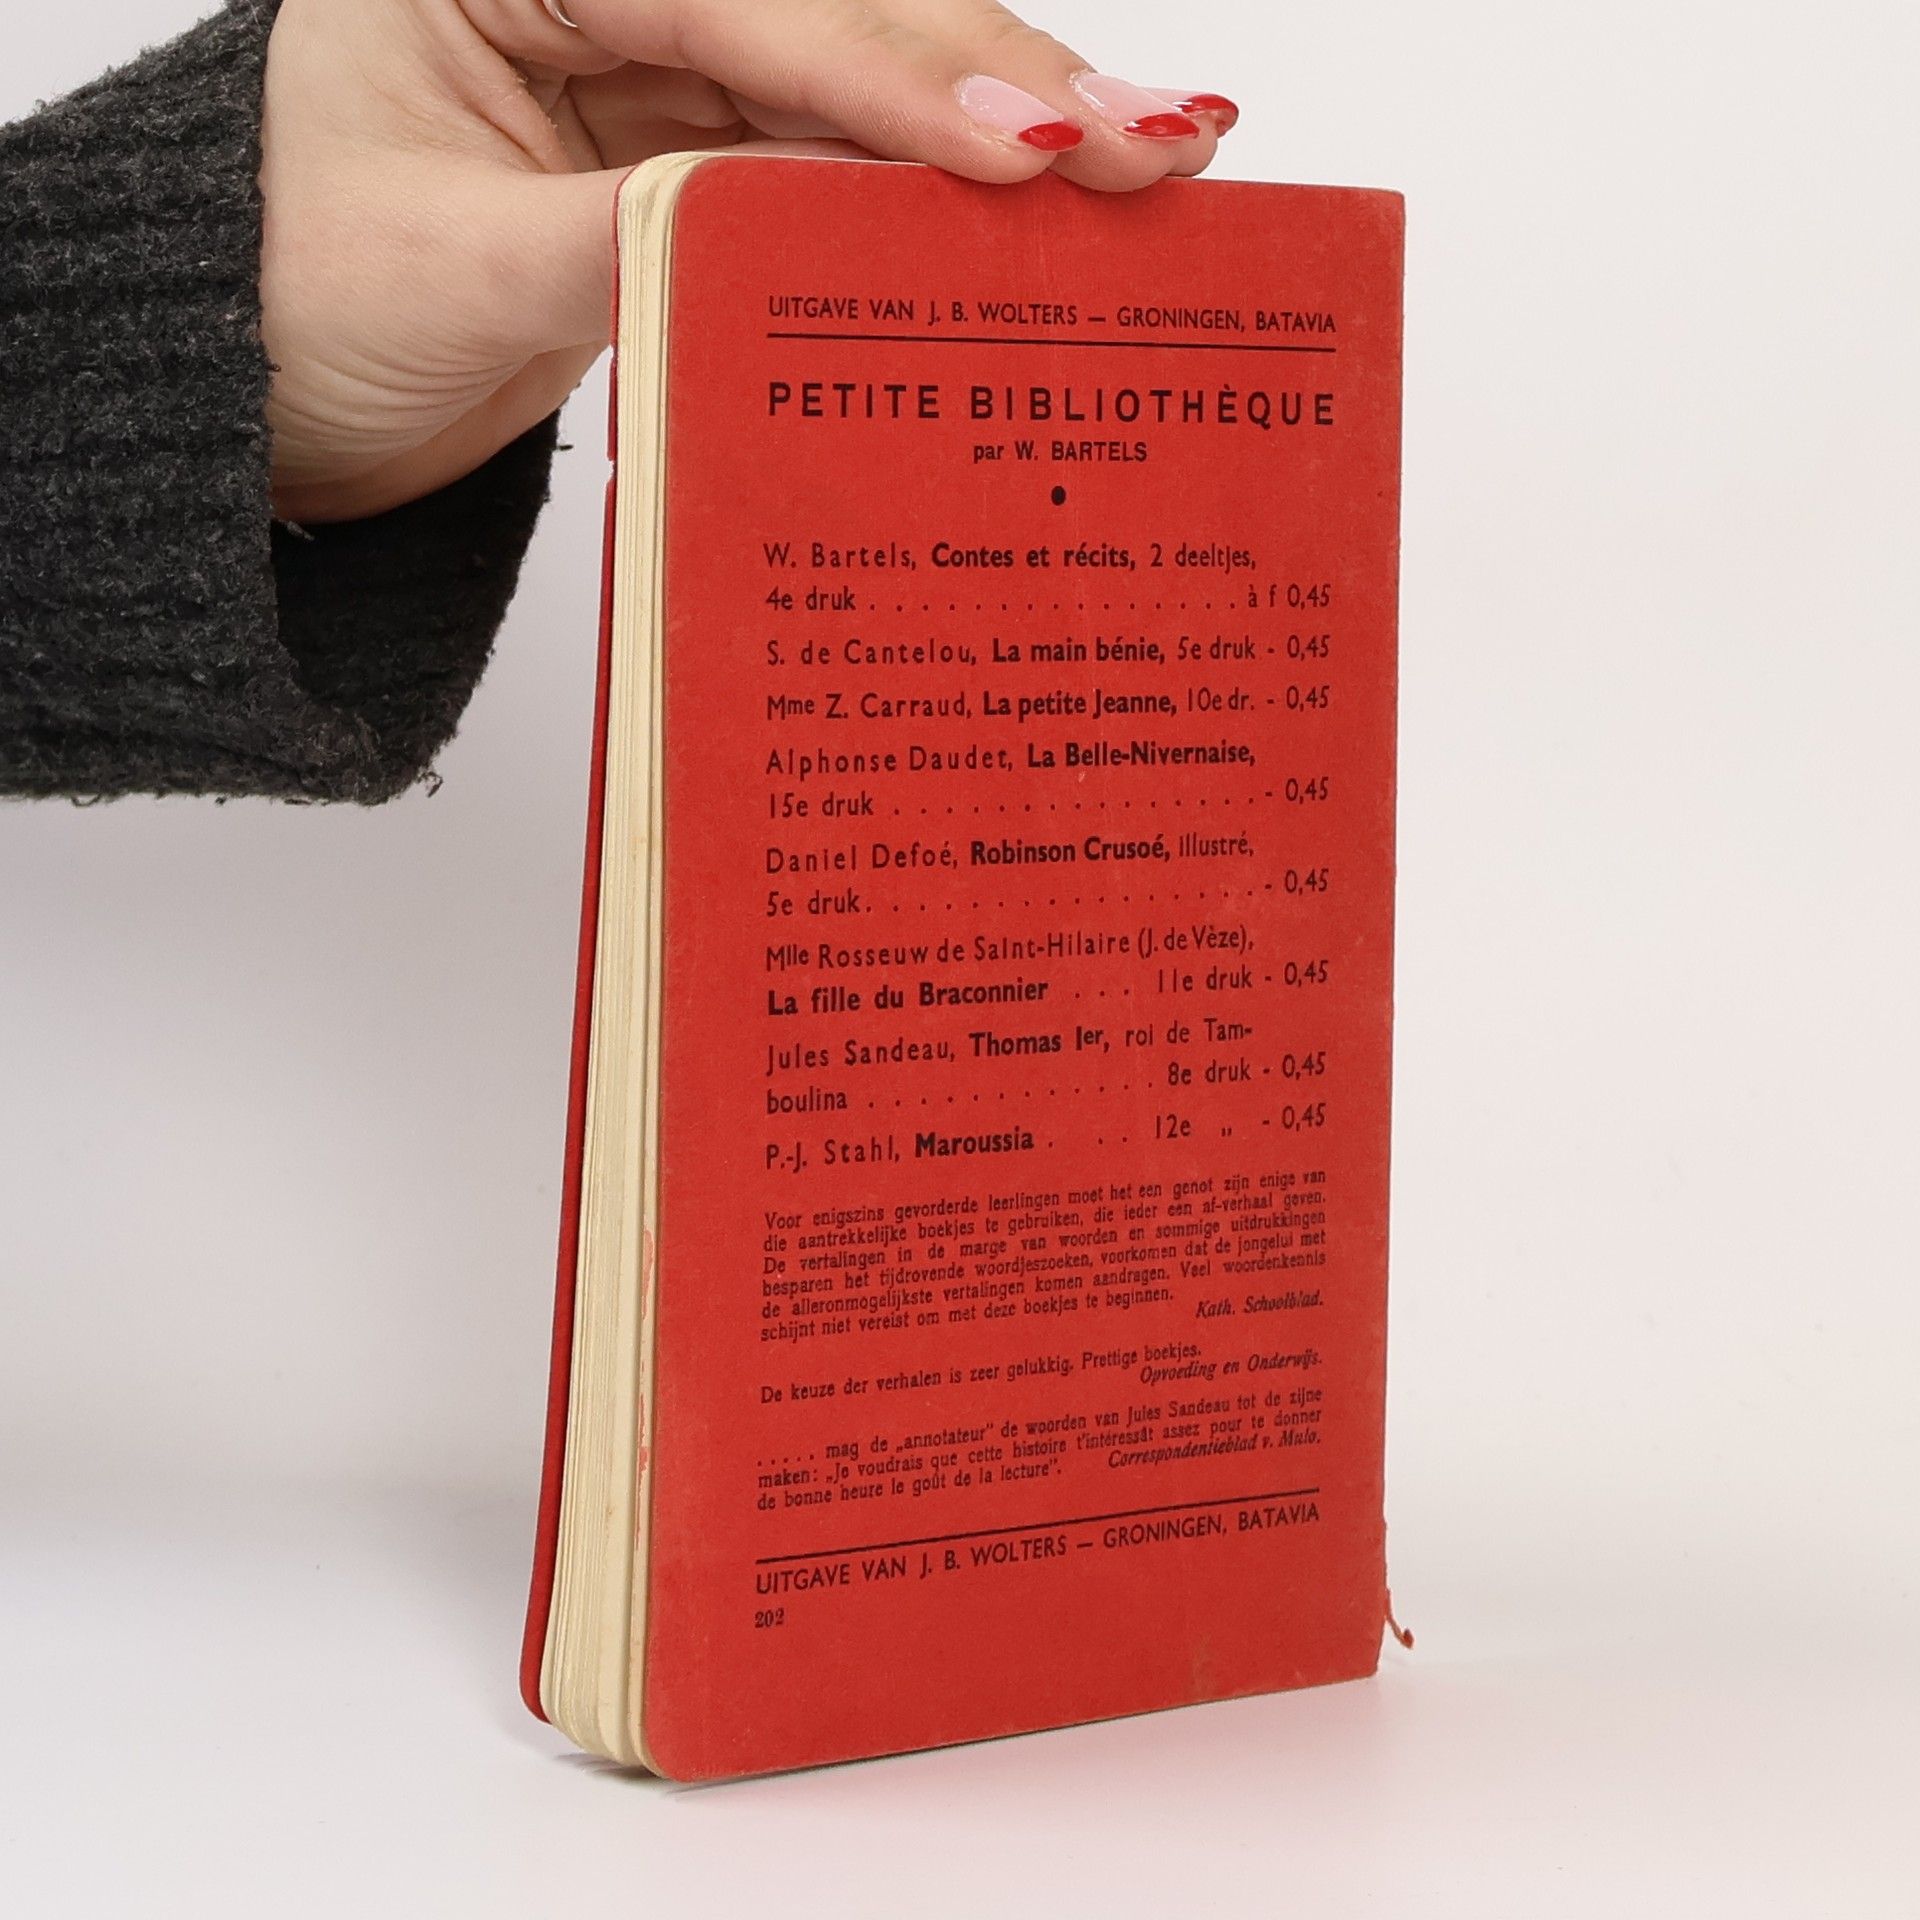 UITGAVE VAN J. B. WOLTERS — GRONINGEN, BATAVIA
PETITE BIBLIOTHÈQUE
par W. BARTELS
●
W. Bartels, Contes et récits, 2 deeltjes,
4e druk . . . . . . . . . . . . . . . à f 0,45
S. de Cantelou, La main bénie, 5e druk - 0,45
Mme Z. Carraud, La petite Jeanne, 10e dr. - 0,45
Alphonse Daudet, La Belle-Nivernaise,
15e druk . . . . . . . . . . . . . . - 0,45
Daniel Defoé, Robinson Crusoé, illustré,
5e druk. . . . . . . . . . . . . . . . - 0,45
Mlle Rosseuw de Saint-Hilaire (J. de Vèze),
La fille du Braconnier . . . 11e druk - 0,45
Jules Sandeau, Thomas Ier, roi de Tam-
boulina . . . . . . . . . . . 8e druk - 0,45
P.-J. Stahl, Maroussia . . . 12e „ - 0,45
Voor enigszins gevorderde leerlingen moet het een genot zijn enige van
die aantrekkelijke boekjes te gebruiken, die ieder een af-verhaal geven.
De vertalingen in de marge van woorden en sommige uitdrukkingen
besparen het tijdrovende woordjeszoeken, voorkomen dat de jongelui met
de alleronmogelijkste vertalingen komen aandragen. Veel woordenkennis
schijnt niet vereist om met deze boekjes te beginnen.
Kath. Schoolblad.
De keuze der verhalen is zeer gelukkig. Prettige boekjes.
Opvoeding en Onderwijs.
. . . . . mag de „annotateur” de woorden van Jules Sandeau tot de zijne
maken: „Je voudrais que cette histoire t'intéressât assez pour te donner
de bonne heure le goût de la lecture”. Correspondentieblad v. Mulo.
UITGAVE VAN J. B. WOLTERS — GRONINGEN, BATAVIA
202